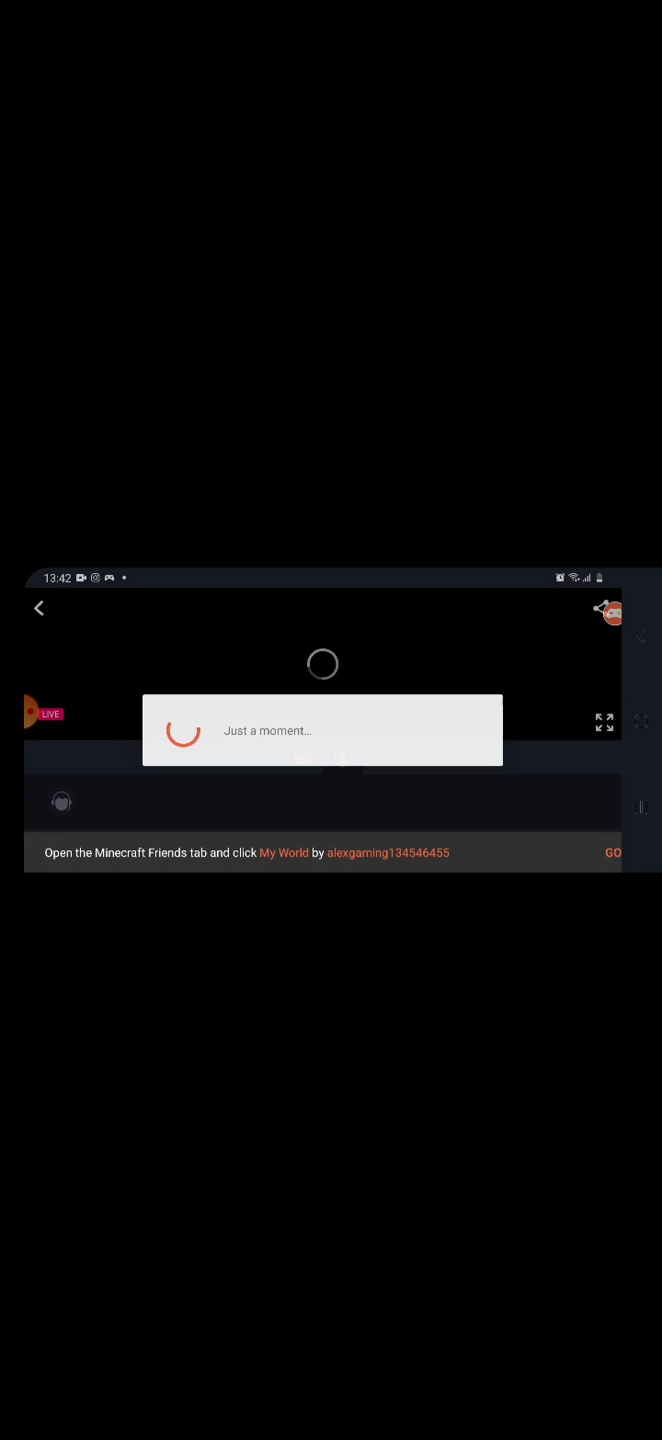 13:42
LIVE
Just a moment...
Open the Minecraft Friends tab and click My World by alexgaming134546455
GO